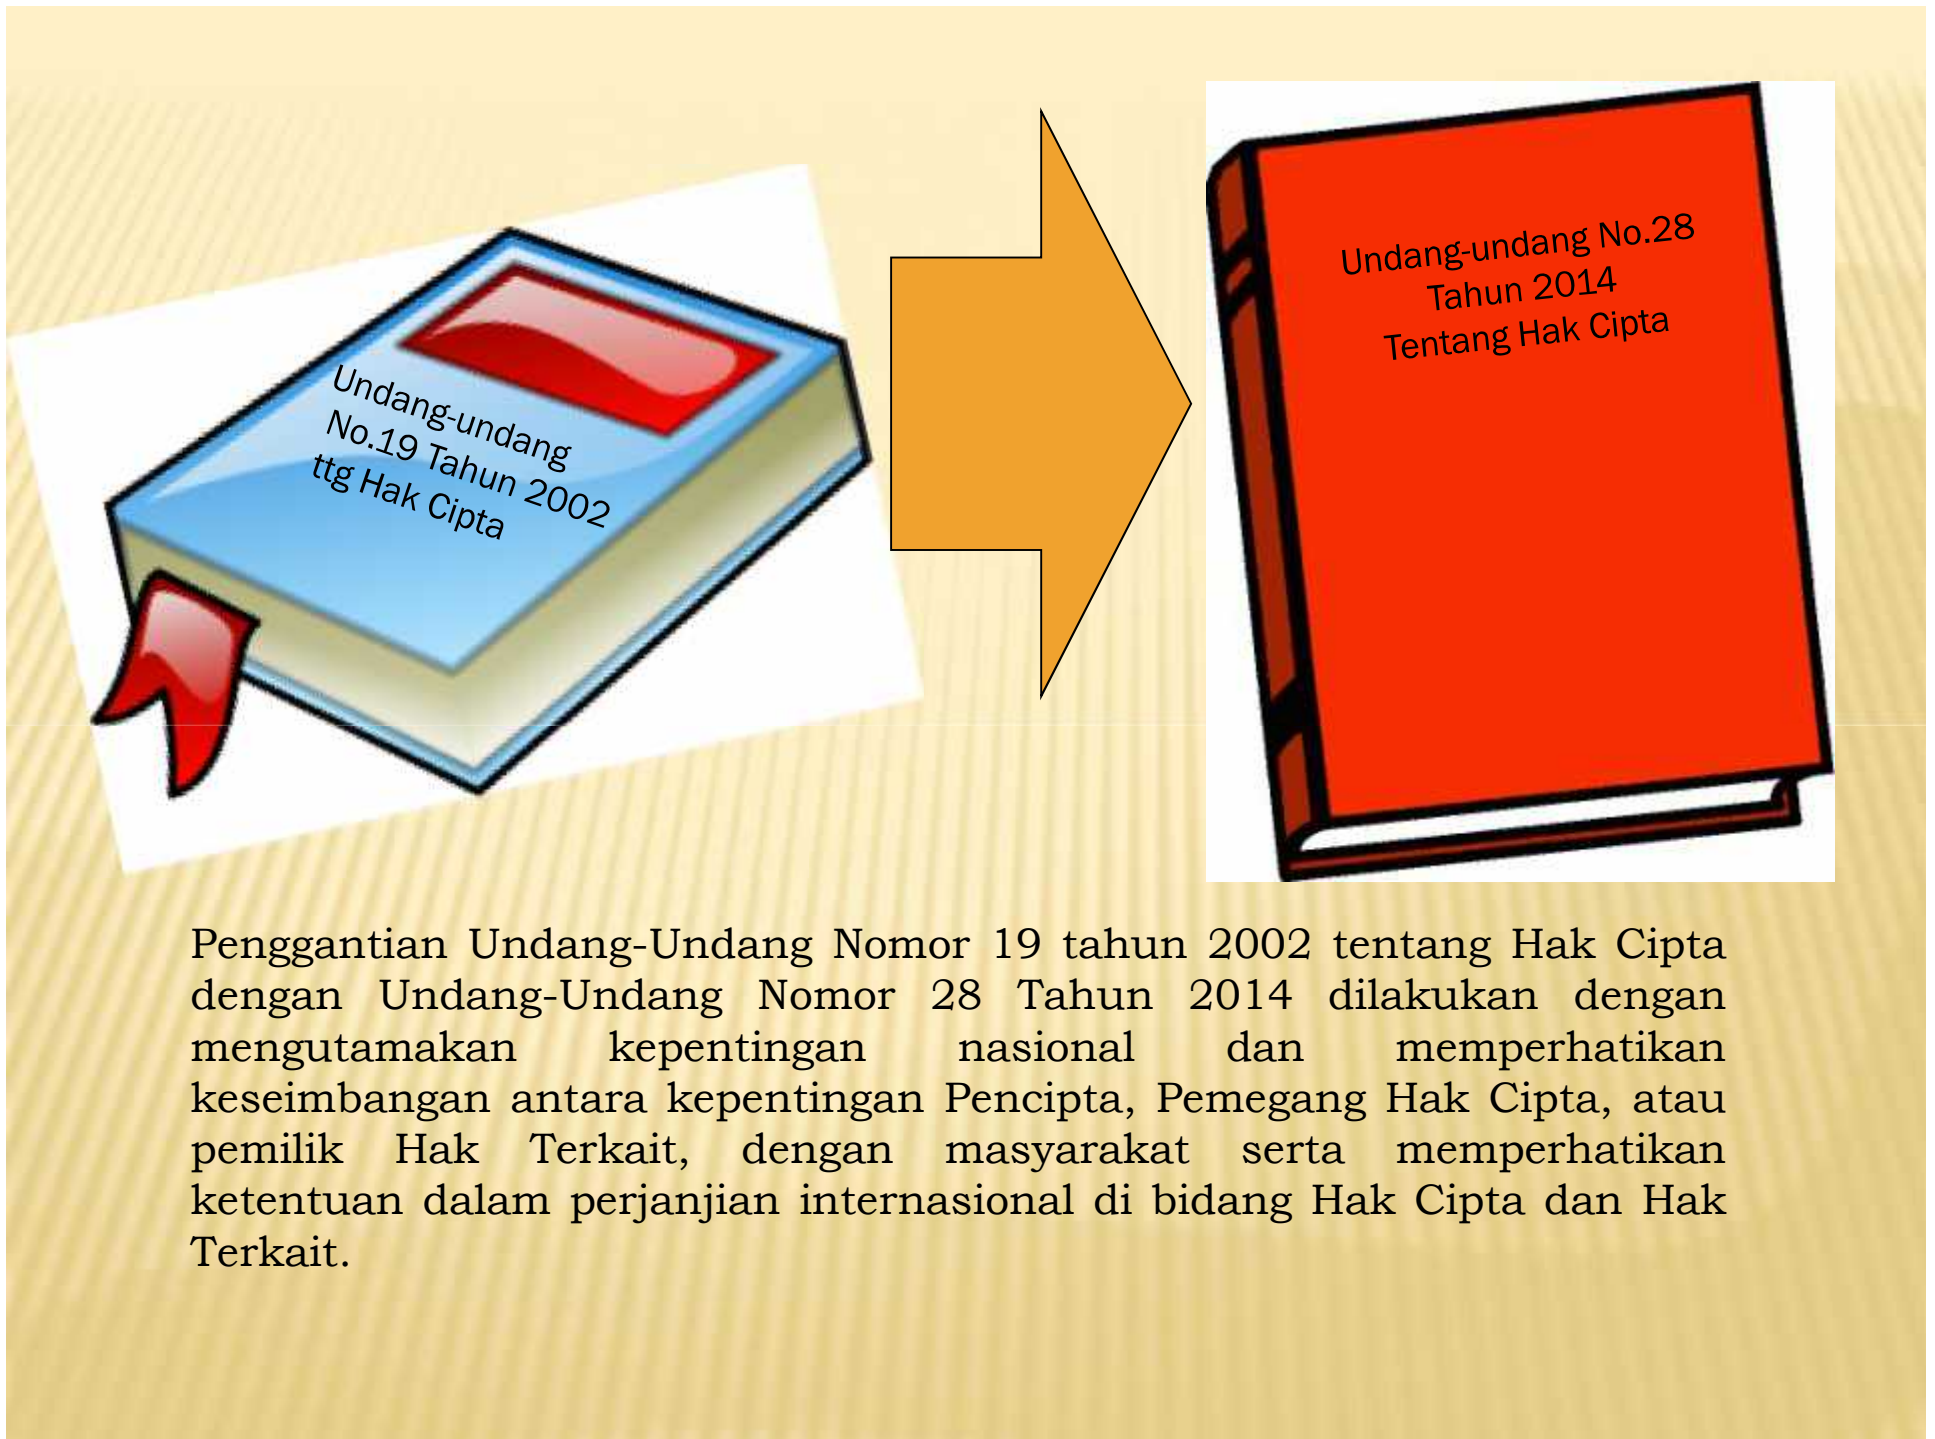 Undang-undang
No.19 Tahun 2002
ttg Hak Cipta
Undang-undang No.28
Tahun 2014
Tentang Hak Cipta
Penggantian Undang-Undang Nomor 19 tahun 2002 tentang Hak Cipta
dengan Undang-Undang Nomor 28 Tahun 2014 dilakukan dengan
mengutamakan kepentingan nasional dan memperhatikan
keseimbangan antara kepentingan Pencipta, Pemegang Hak Cipta, atau
pemilik Hak Terkait, dengan masyarakat serta memperhatikan
ketentuan dalam perjanjian internasional di bidang Hak Cipta dan Hak
Terkait.